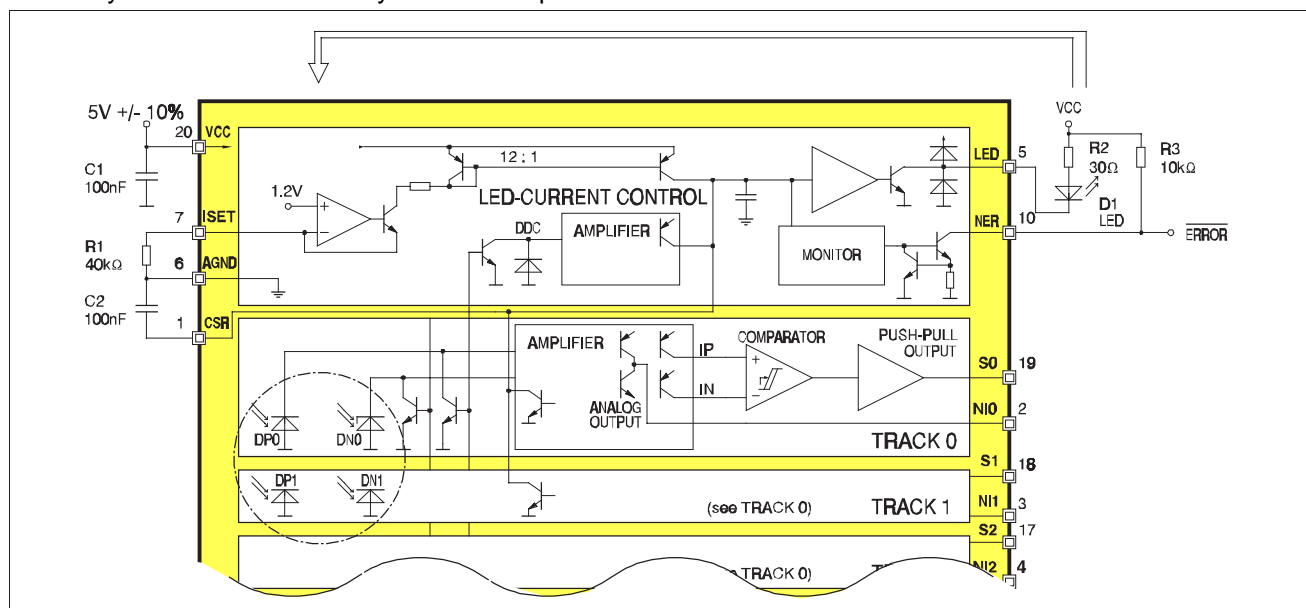 5V +/- 10%
20 VCC
C1
100nF
7 ISET
R1
40kΩ
6 AGND
C2
100nF
1 CSR
1.2V
12 : 1
LED-CURRENT CONTROL
DDC
AMPLIFIER
MONITOR
LED 5
NER 10
VCC
R2
30Ω
R3
10kΩ
D1
LED
ERROR
AMPLIFIER
IP
IN
ANALOG
OUTPUT
COMPARATOR
PUSH-PULL
OUTPUT
DP0
DN0
TRACK 0
S0 19
NI0 2
DP1
DN1
(see TRACK 0)
TRACK 1
S1 18
NI1 3
S2 17
TRACK 0)
NI2 4